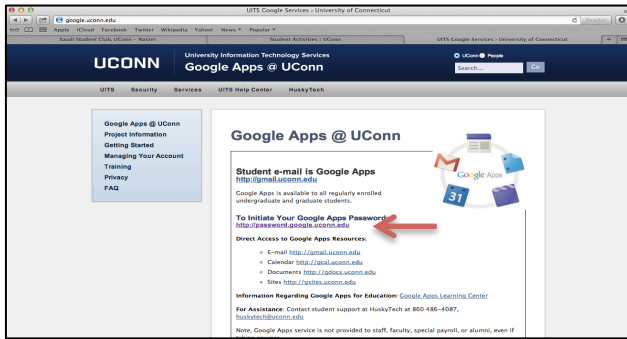 UITS Google Services › University of Connecticut
google.uconn.edu
Reader
Apple iCloud Facebook Twitter Wikipedia Yahoo! News Popular
Saudi Student Club, UConn - Roster
Student Activities | UConn
UITS Google Services › University of Connecticut
UCONN
University Information Technology Services
Google Apps @ UConn
UConn People
Search...
Go
UITS Security Services UITS Help Center HuskyTech
Google Apps @ UConn
Project Information
Getting Started
Managing Your Account
Training
Privacy
FAQ
Google Apps @ UConn
Google Apps
31
Student e-mail is Google Apps
http://gmail.uconn.edu
Google Apps is available to all regularly enrolled
undergraduate and graduate students.
To Initiate Your Google Apps Password:
http://password.google.uconn.edu
Direct Access to Google Apps Resources:
E-mail http://gmail.uconn.edu
Calendar http://gcal.uconn.edu
Documents http://gdocs.uconn.edu
Sites http://gsites.uconn.edu
Information Regarding Google Apps for Education: Google Apps Learning Center
For Assistance: Contact student support at HuskyTech at 860 486-4087,
huskytech@uconn.edu
Note, Google Apps service is not provided to staff, faculty, special payroll, or alumni, even if